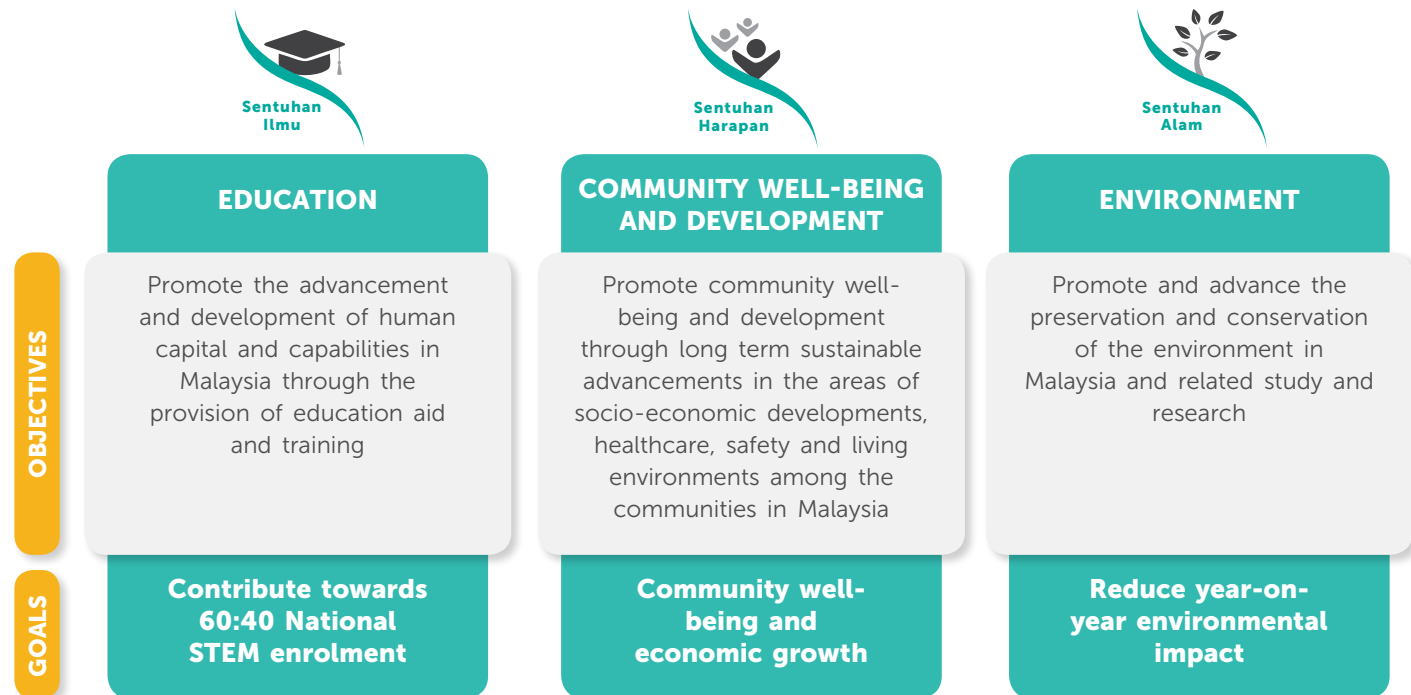 Sentuhan
Ilmu
Sentuhan
Harapan
Sentuhan
Alam
EDUCATION
COMMUNITY WELL-BEING
AND DEVELOPMENT
ENVIRONMENT
OBJECTIVES
Promote the advancement
and development of human
capital and capabilities in
Malaysia through the
provision of education aid
and training
Promote community well-
being and development
through long term sustainable
advancements in the areas of
socio-economic developments,
healthcare, safety and living
environments among the
communities in Malaysia
Promote and advance the
preservation and conservation
of the environment in
Malaysia and related study and
research
GOALS
Contribute towards
60:40 National
STEM enrolment
Community well-
being and
economic growth
Reduce year-on-
year environmental
impact